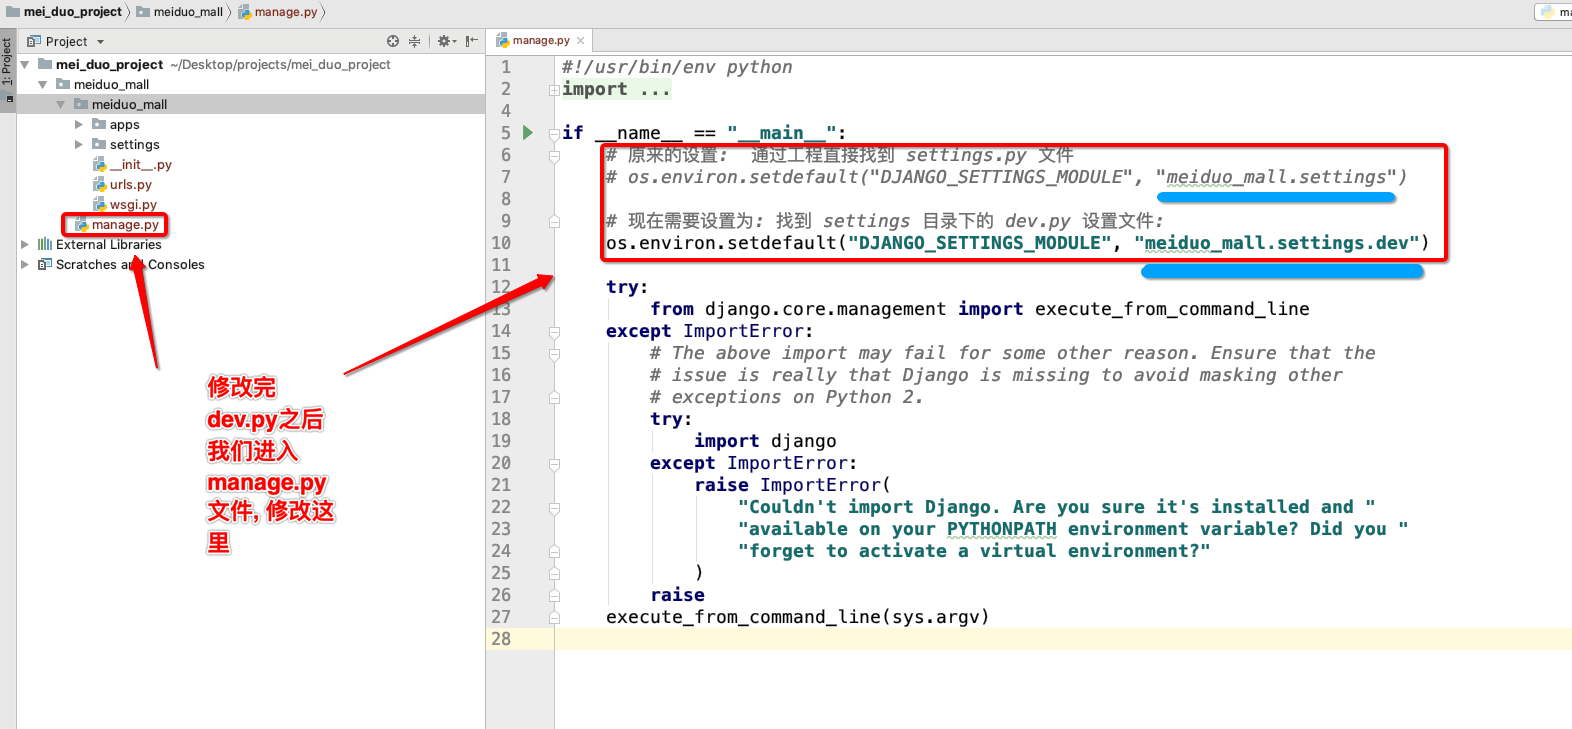 mei_duo_project meiduo_mall manage.py
ma
1: Project
Project
mei_duo_project ~/Desktop/projects/mei_duo_project
meiduo_mall
meiduo_mall
apps
settings
__init__.py
urls.py
wsgi.py
manage.py
External Libraries
Scratches and Consoles
修改完
dev.py之后
我们进入
manage.py
文件, 修改这
里
manage.py
1 #!/usr/bin/env python
2 import ...
4
5 if __name__ == "__main__":
6 # 原来的设置: 通过工程直接找到 settings.py 文件
7 # os.environ.setdefault("DJANGO_SETTINGS_MODULE", "meiduo_mall.settings")
8
9 # 现在需要设置为: 找到 settings 目录下的 dev.py 设置文件:
10 os.environ.setdefault("DJANGO_SETTINGS_MODULE", "meiduo_mall.settings.dev")
11
12 try:
13 from django.core.management import execute_from_command_line
14 except ImportError:
15 # The above import may fail for some other reason. Ensure that the
16 # issue is really that Django is missing to avoid masking other
17 # exceptions on Python 2.
18 try:
19 import django
20 except ImportError:
21 raise ImportError(
22 "Couldn't import Django. Are you sure it's installed and "
23 "available on your PYTHONPATH environment variable? Did you "
24 "forget to activate a virtual environment?"
25 )
26 raise
27 execute_from_command_line(sys.argv)
28